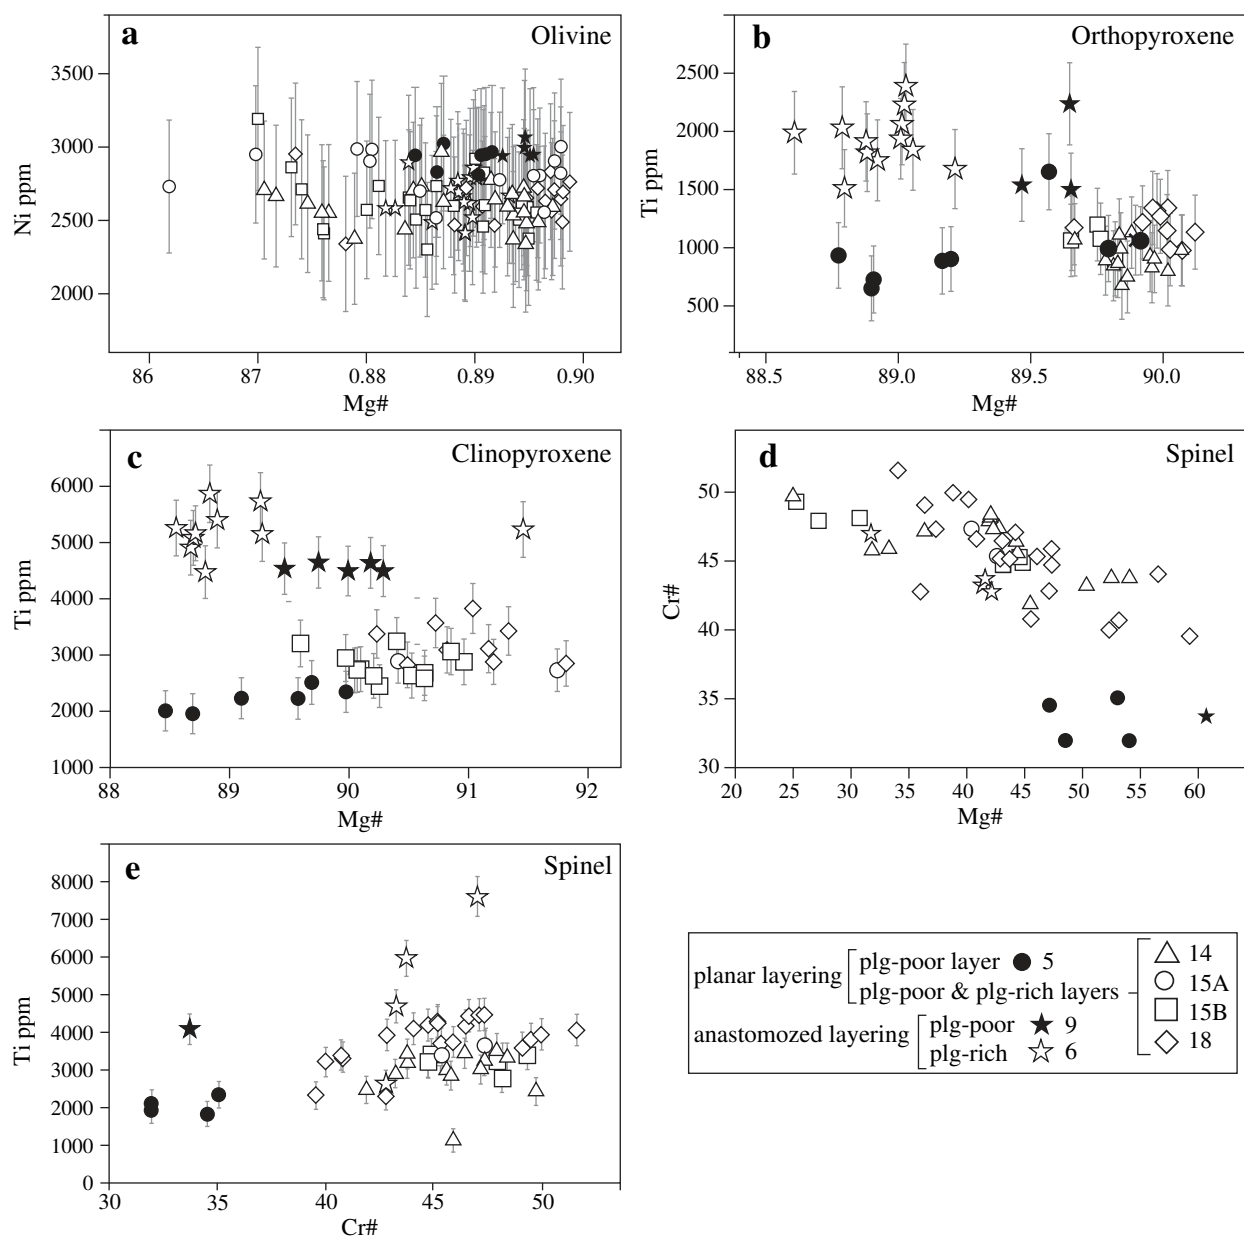 a
Olivine
3500
3000
2500
2000
Ni ppm
86
87
0.88
0.89
0.90
Mg#
b
Orthopyroxene
2500
2000
1500
1000
500
Ti ppm
88.5
89.0
89.5
90.0
Mg#
c
Clinopyroxene
6000
5000
4000
3000
2000
1000
Ti ppm
88
89
90
91
92
Mg#
d
Spinel
50
45
40
35
30
Cr#
20
25
30
35
40
45
50
55
60
Mg#
e
Spinel
8000
7000
6000
5000
4000
3000
2000
1000
0
Ti ppm
30
35
40
45
50
Cr#
planar layering
plg-poor layer 5
plg-poor & plg-rich layers
anastomozed layering
plg-poor 9
plg-rich 6
14
15A
15B
18